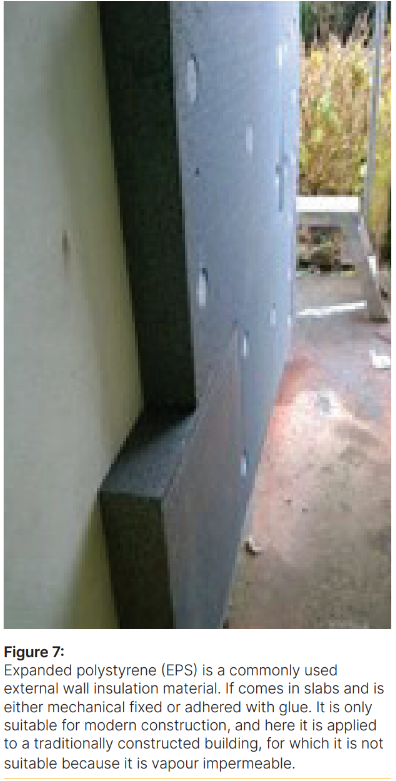 Figure 7:
Expanded polystyrene (EPS) is a commonly used
external wall insulation material. If comes in slabs and is
either mechanical fixed or adhered with glue. It is only
suitable for modern construction, and here it is applied
to a traditionally constructed building, for which it is not
suitable because it is vapour impermeable.